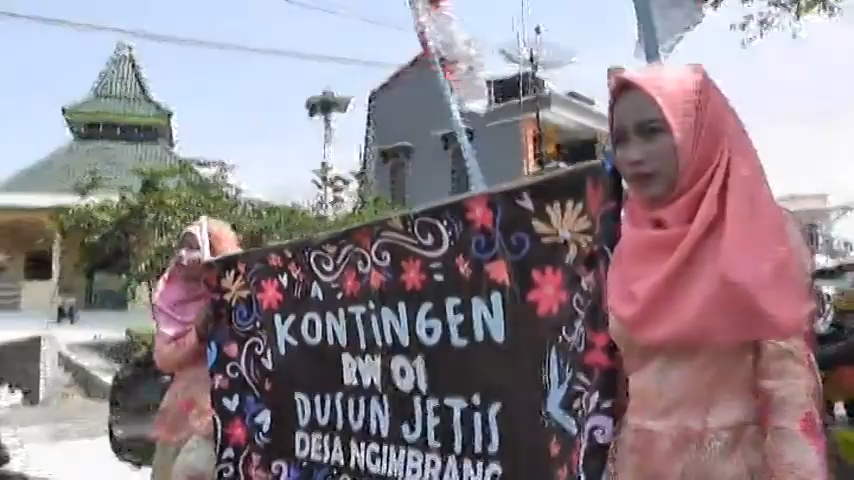 KONTINGEN
RW 01
DUSUN JETIS
DESA NGIMBRANG